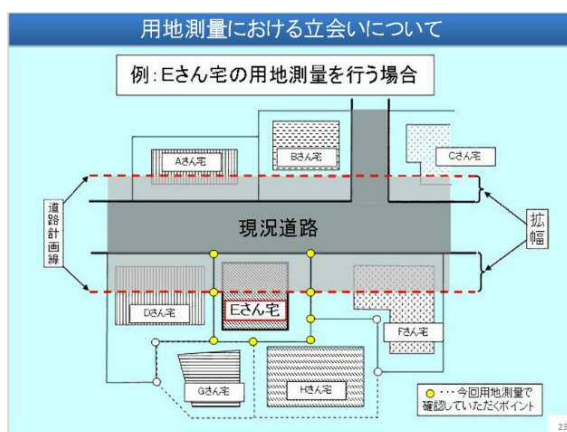 用地測量における立会いについて
例：Eさん宅の用地測量を行う場合
Aさん宅
Bさん宅
Cさん宅
道路計画線
現況道路
拡幅
Dさん宅
Eさん宅
Fさん宅
Gさん宅
Hさん宅
○・・・今回用地測量で
確認していただくポイント
23